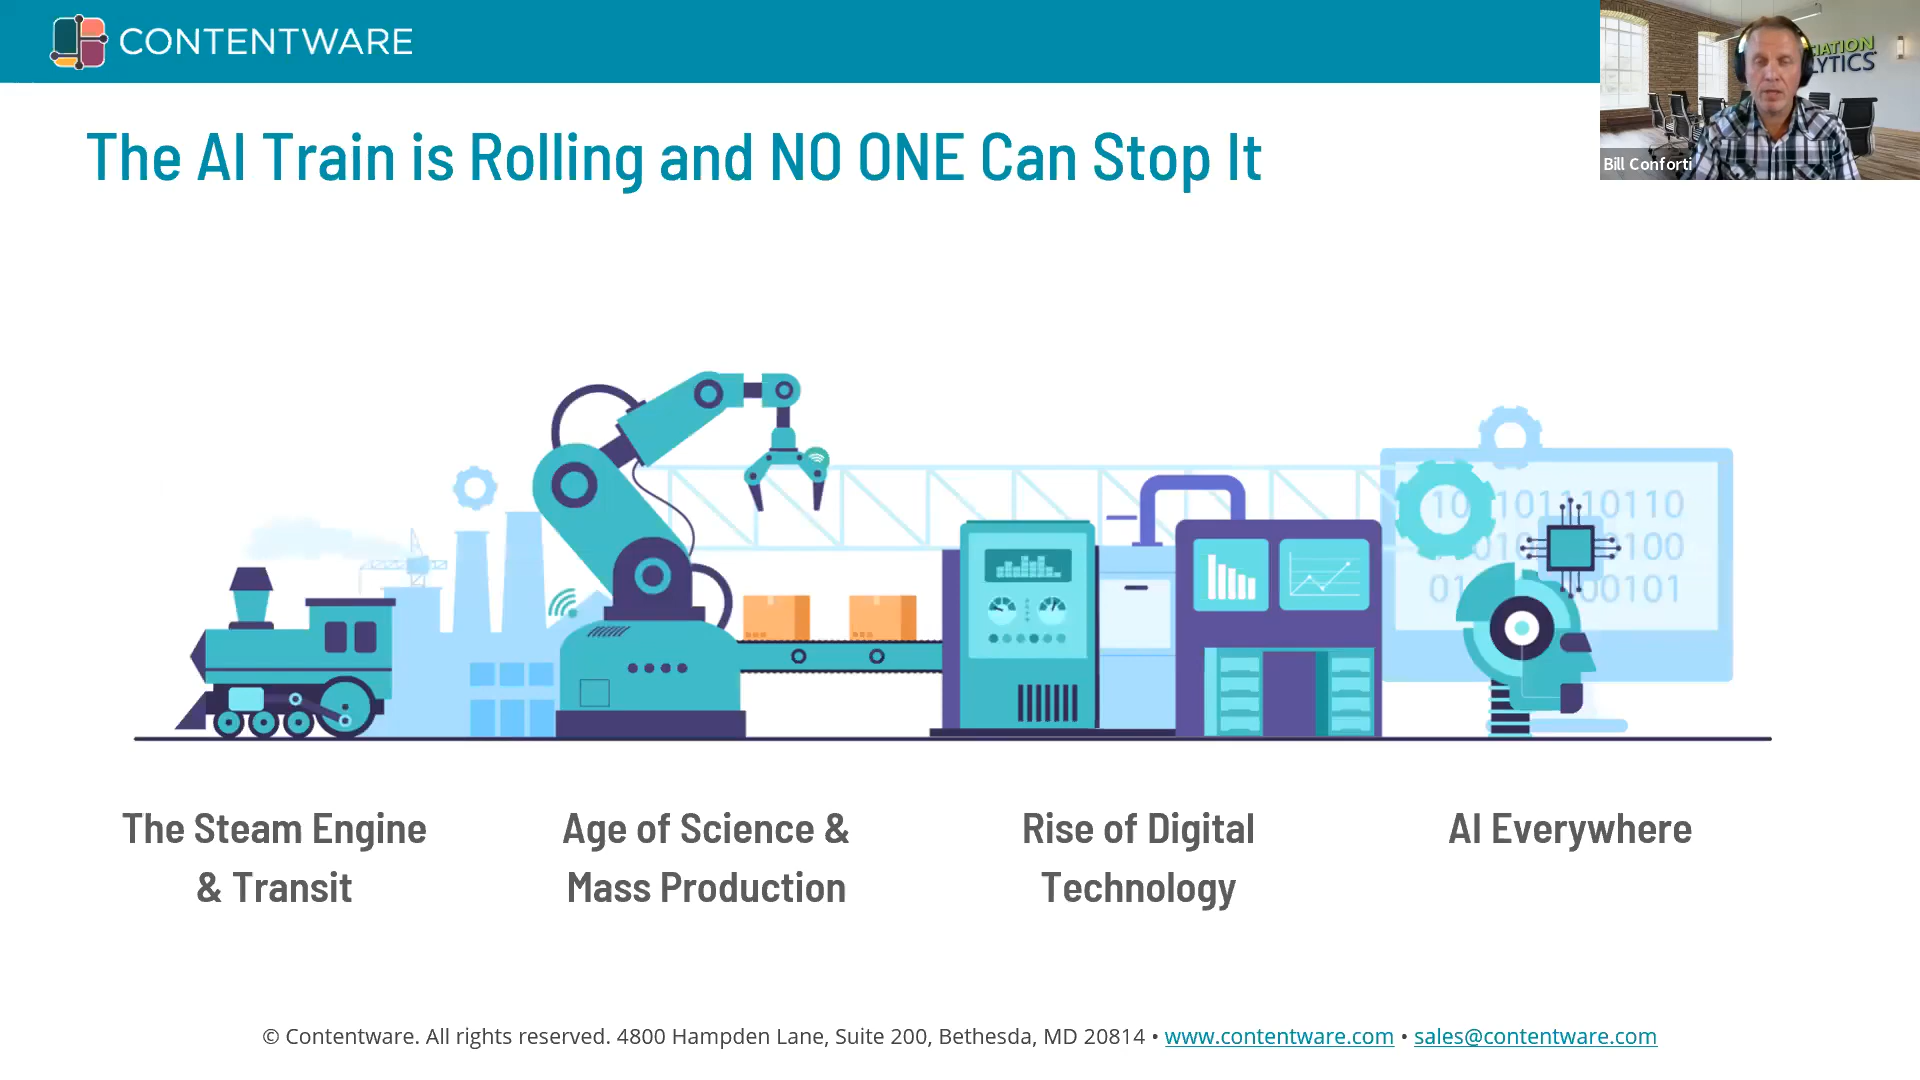 CONTENTWARE
The AI Train is Rolling and NO ONE Can Stop It
Bill Conforti
The Steam Engine
& Transit
Age of Science &
Mass Production
Rise of Digital
Technology
AI Everywhere
© Contentware. All rights reserved. 4800 Hampden Lane, Suite 200, Bethesda, MD 20814 • www.contentware.com • sales@contentware.com